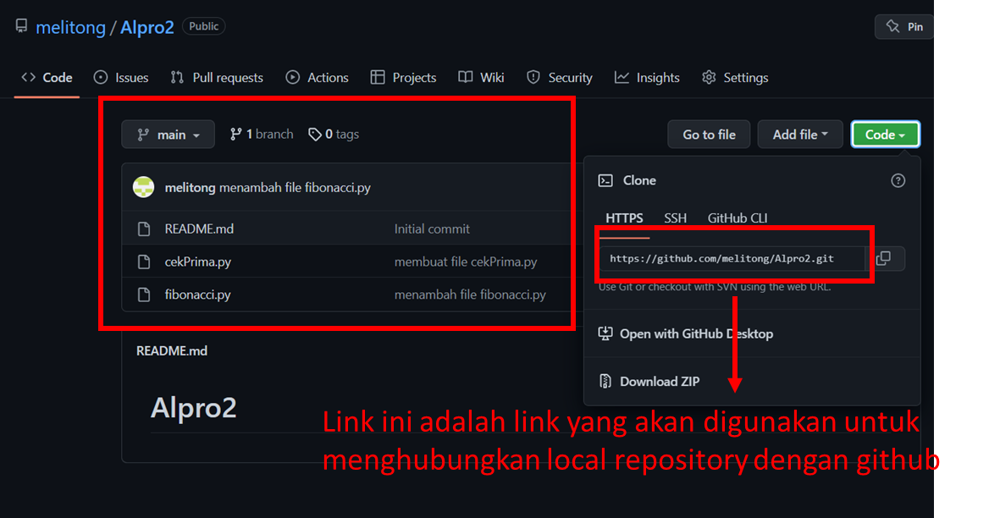 melitong / Alpro2 Public Pin
Code Issues Pull requests Actions Projects Wiki Security Insights Settings
main 1 branch 0 tags Go to file Add file Code
melitong menambah file fibonacci.py
README.md Initial commit
cekPrima.py membuat file cekPrima.py
fibonacci.py menambah file fibonacci.py
Clone
HTTPS SSH GitHub CLI
https://github.com/melitong/Alpro2.git
Use Git or checkout with SVN using the web URL.
Open with GitHub Desktop
Download ZIP
README.md
Alpro2
Link ini adalah link yang akan digunakan untuk
menghubungkan local repository dengan github